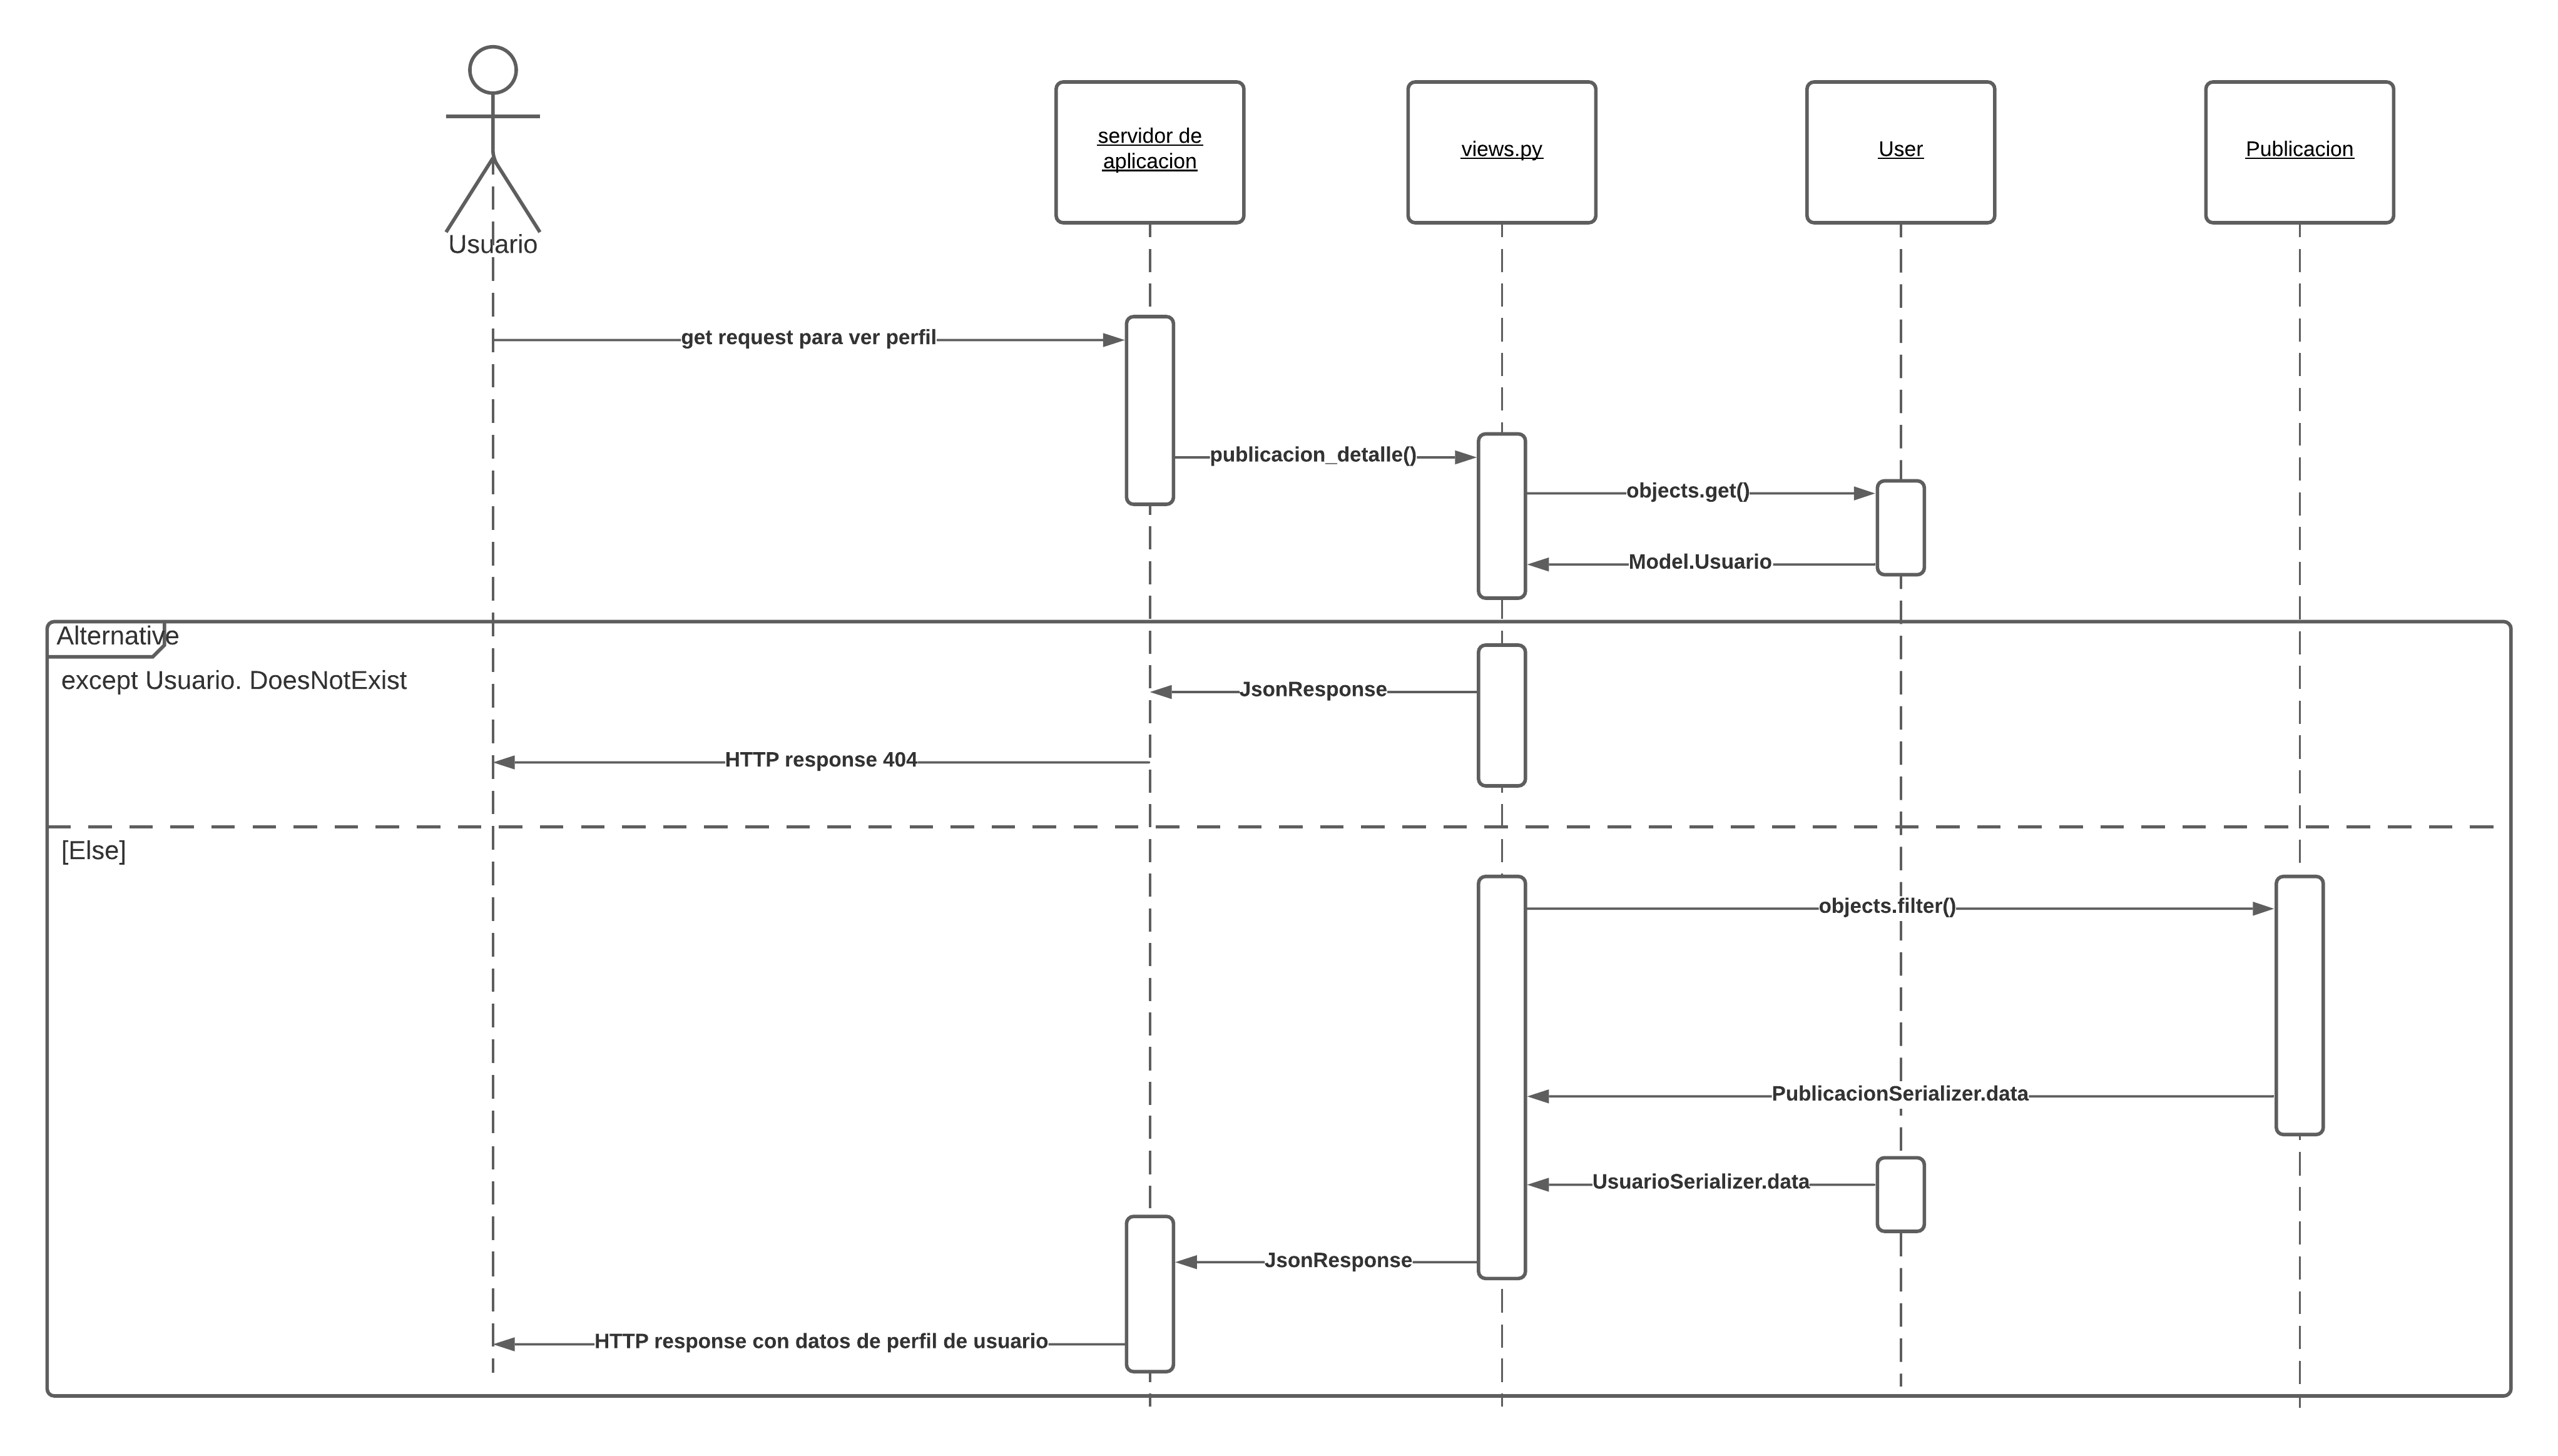 Usuario
servidor de
aplicacion
views.py
User
Publicacion
get request para ver perfil
publicacion_detalle()
objects.get()
Model.Usuario
Alternative
except Usuario. DoesNotExist
JsonResponse
HTTP response 404
[Else]
objects.filter()
PublicacionSerializer.data
UsuarioSerializer.data
JsonResponse
HTTP response con datos de perfil de usuario